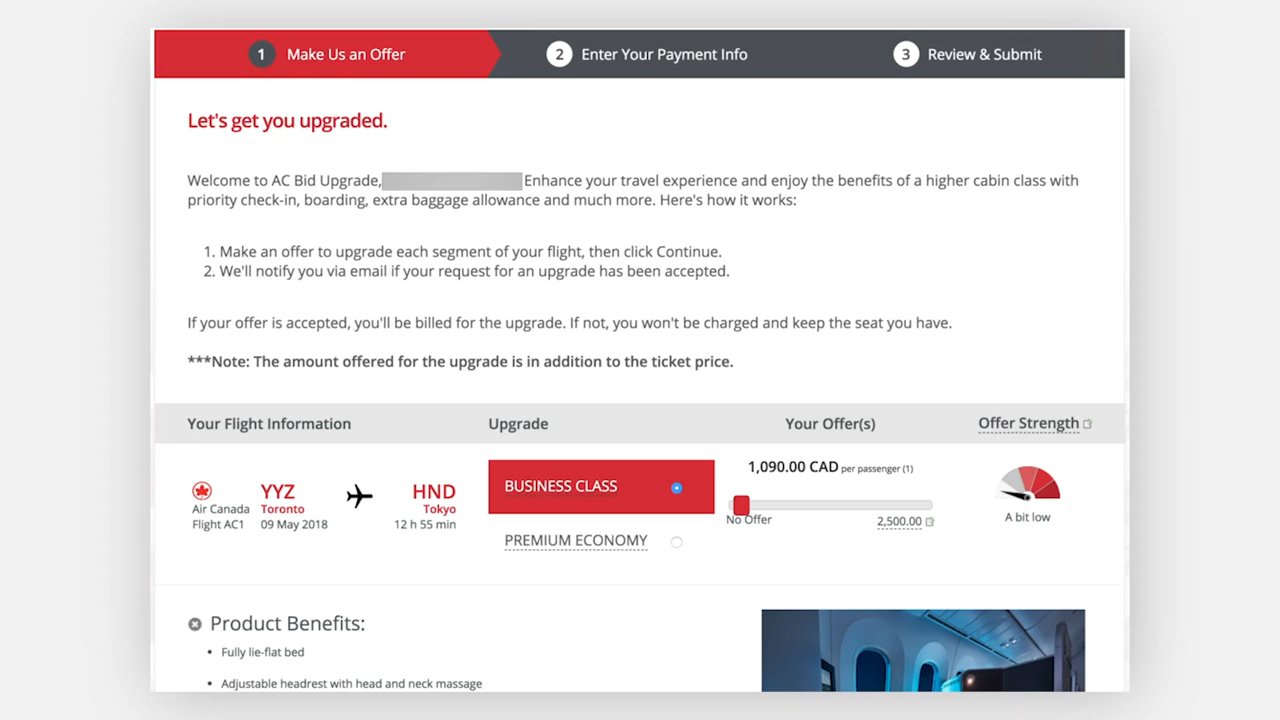 1 Make Us an Offer
2 Enter Your Payment Info
3 Review & Submit
Let's get you upgraded.
Welcome to AC Bid Upgrade, Enhance your travel experience and enjoy the benefits of a higher cabin class with
priority check-in, boarding, extra baggage allowance and much more. Here's how it works:
1. Make an offer to upgrade each segment of your flight, then click Continue.
2. We'll notify you via email if your request for an upgrade has been accepted.
If your offer is accepted, you'll be billed for the upgrade. If not, you won't be charged and keep the seat you have.
***Note: The amount offered for the upgrade is in addition to the ticket price.
Your Flight Information Upgrade Your Offer(s) Offer Strength
Air Canada
Flight AC1
YYZ
Toronto
09 May 2018
HND
Tokyo
12 h 55 min
BUSINESS CLASS
PREMIUM ECONOMY
1,090.00 CAD per passenger (1)
No Offer
2,500.00
A bit low
Product Benefits:
• Fully lie-flat bed
• Adjustable headrest with head and neck massage